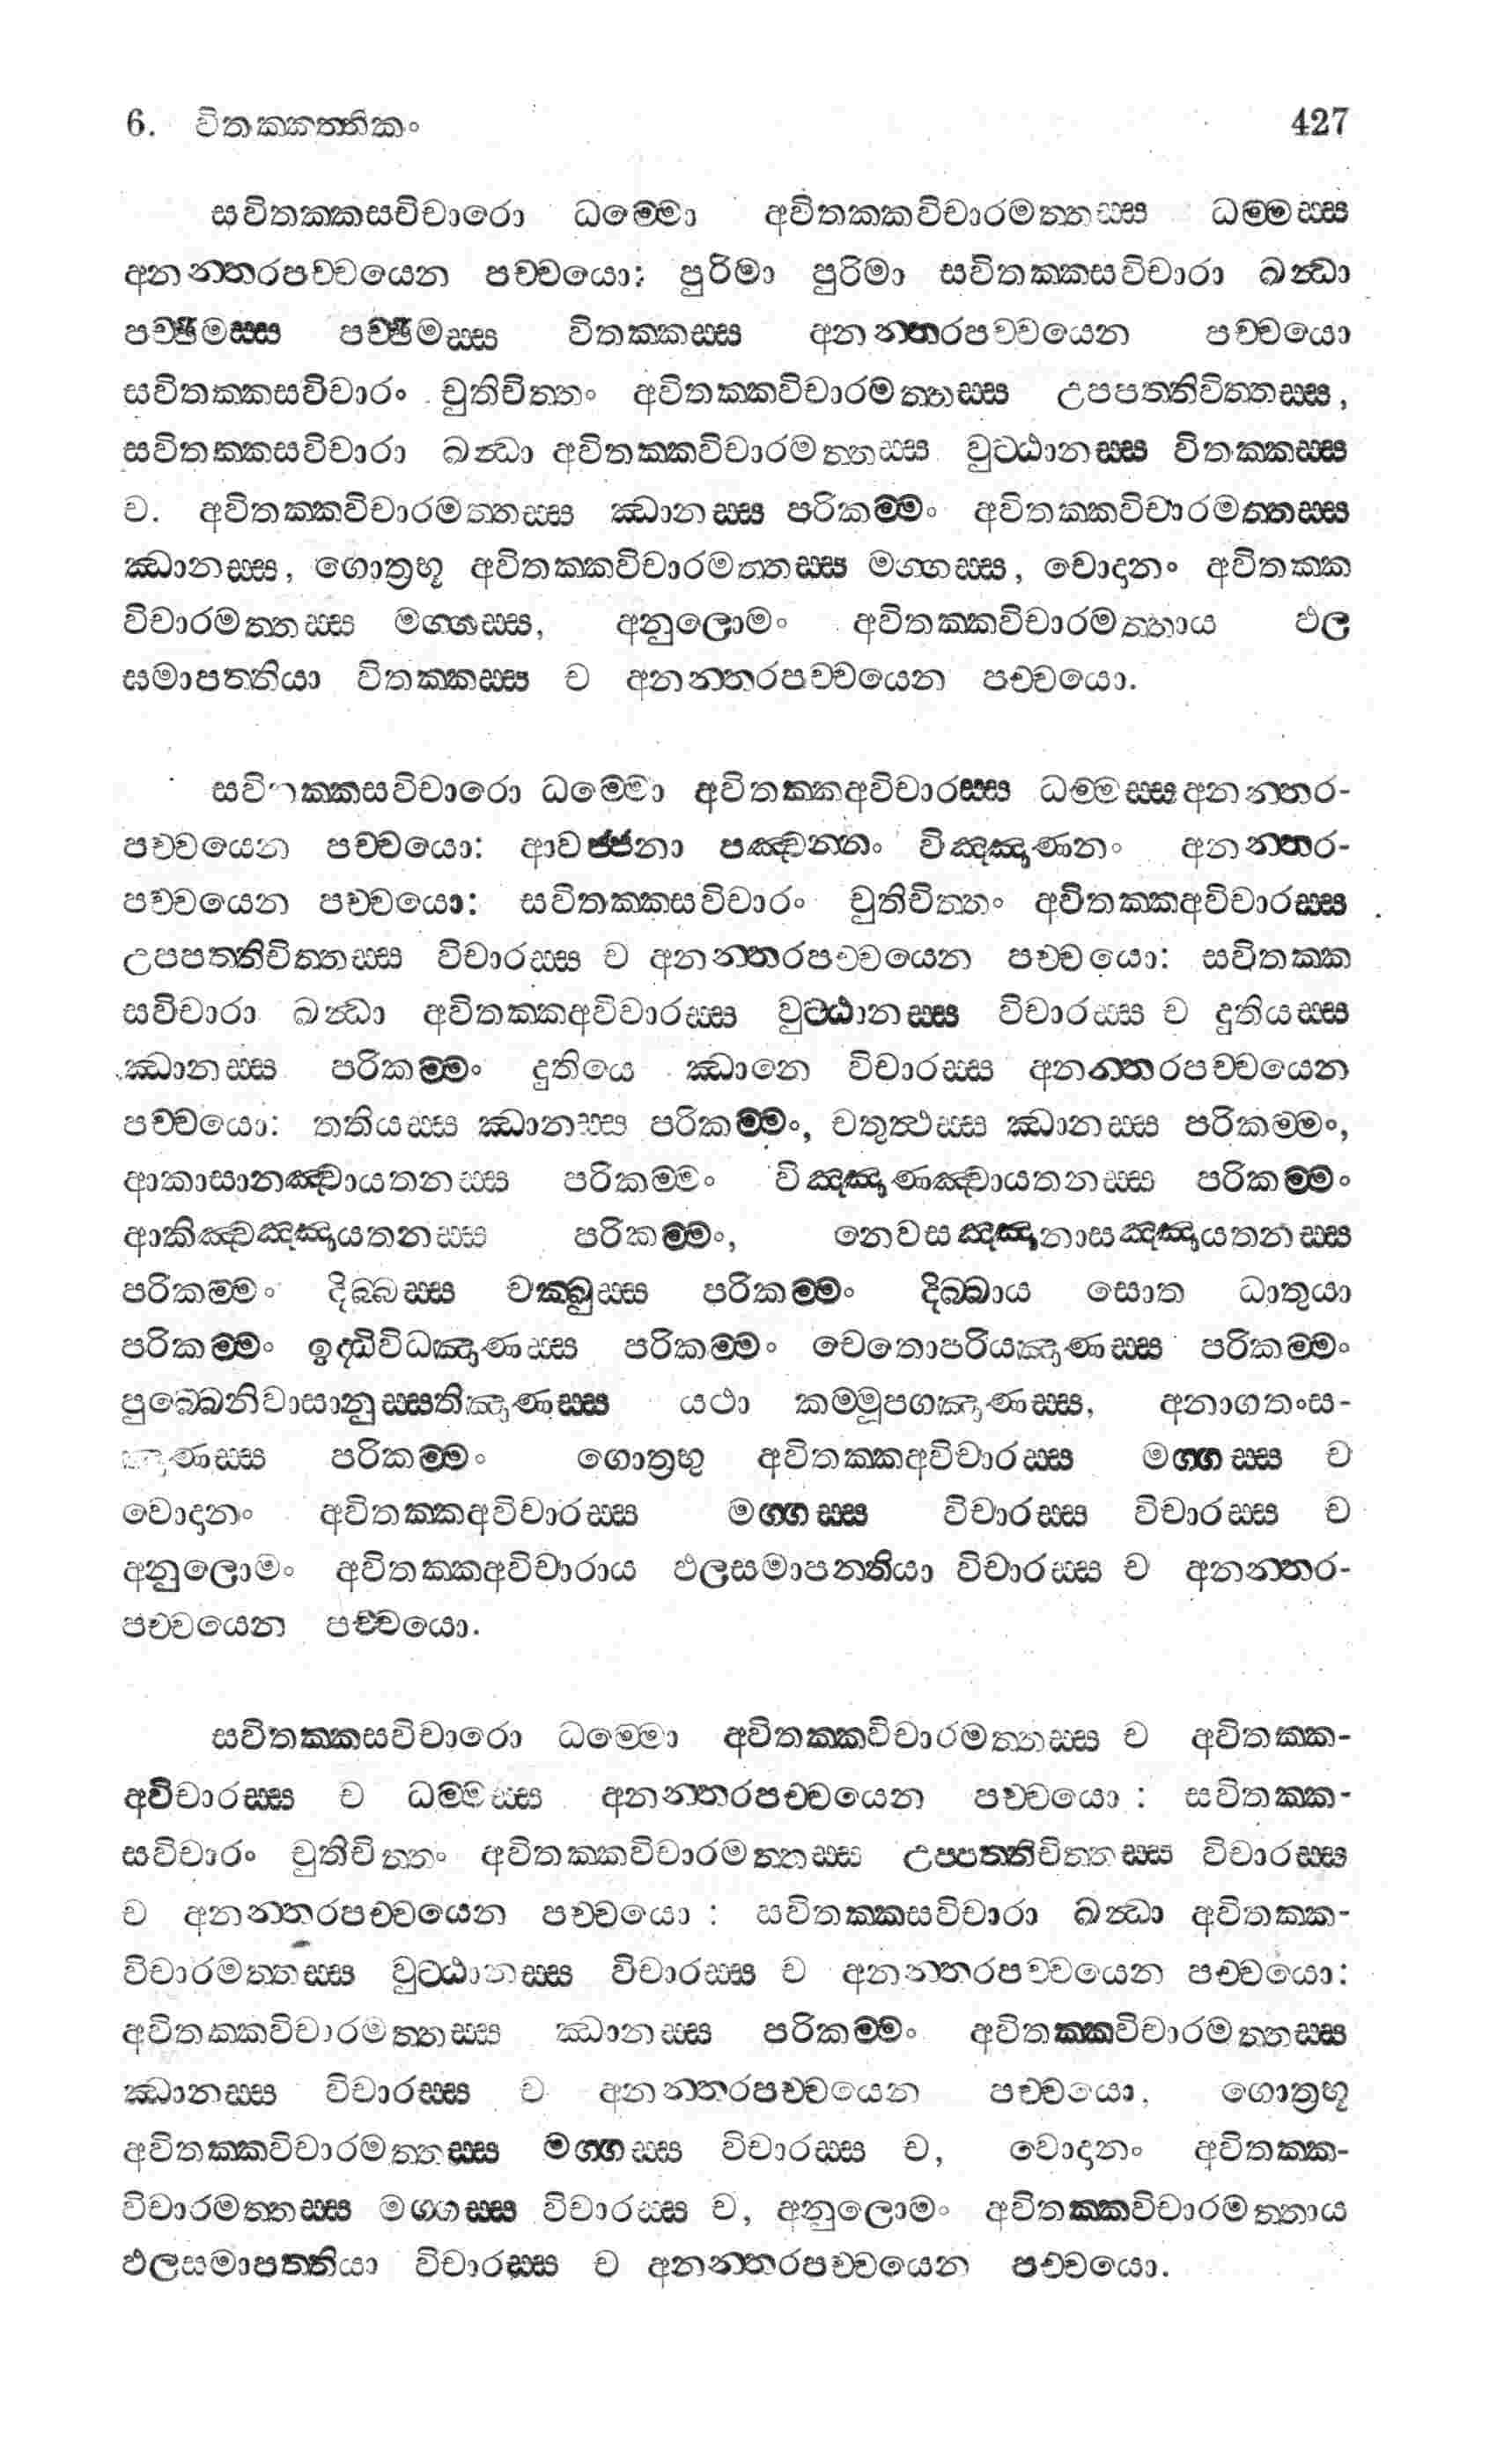 6. විතක්කත්තිකං 427
සවිතක්කසවිචාරො ධම්මො අවිතක්කවිචාරමත්තස්ස ධම්මස්ස
අනන්තරපච්චයෙන පච්චයො: පුරිමා පුරිමා සවිතක්කසවිචාරා ඛන්ධා
පච්ඡිමස්ස පච්ඡිමස්ස විතක්කස්ස අනන්තරපච්චයෙන පච්චයො
සවිතක්කසවිචාරං චුතිචිත්තං අවිතක්කවිචාරමත්තස්ස උපපත්තිචිත්තස්ස,
සවිතක්කසවිචාරා ඛන්ධා අවිතක්කවිචාරමත්තස්ස වුට්ඨානස්ස විතක්කස්ස
ච. අවිතක්කවිචාරමත්තස්ස ඣානස්ස පරිකම්මං අවිතක්කවිචාරමත්තස්ස
ඣානස්ස, ගොත්‍රභූ අවිතක්කවිචාරමත්තස්ස මග්ගස්ස, වොදානං අවිතක්ක
විචාරමත්තස්ස මග්ගස්ස, අනුලොමං අවිතක්කවිචාරමත්තාය ඵල
සමාපත්තියා විතක්කස්ස ච අනන්තරපච්චයෙන පච්චයො.
සවිතක්කසවිචාරො ධම්මො අවිතක්කඅවිචාරස්ස ධම්මස්ස අනන්තර-
පච්චයෙන පච්චයො: ආවජ්ජනා පඤ්චන්නං විඤ්ඤාණනං අනන්තර-
පච්චයෙන පච්චයො: සවිතක්කසවිචාරං චුතිචිත්තං අවිතක්කඅවිචාරස්ස
උපපත්තිචිත්තස්ස විචාරස්ස ච අනන්තරපච්චයෙන පච්චයො: සවිතක්ක
සවිචාරා ඛන්ධා අවිතක්කඅවිචාරස්ස වුට්ඨානස්ස විචාරස්ස ච දුතියස්ස
ඣානස්ස පරිකම්මං දුතියෙ ඣානෙ විචාරස්ස අනන්තරපච්චයෙන
පච්චයො: තතියස්ස ඣානස්ස පරිකම්මං, චතුත්ථස්ස ඣානස්ස පරිකම්මං,
ආකාසානඤ්චායතනස්ස පරිකම්මං විඤ්ඤාණඤ්චායතනස්ස පරිකම්මං
ආකිඤ්චඤ්ඤායතනස්ස පරිකම්මං, නෙවසඤ්ඤානාසඤ්ඤායතනස්ස
පරිකම්මං දිබ්බස්ස චක්ඛුස්ස පරිකම්මං දිබ්බාය සොත ධාතුයා
පරිකම්මං ඉද්ධිවිධඤාණස්ස පරිකම්මං චෙතොපරියඤාණස්ස පරිකම්මං
පුබ්බෙනිවාසානුස්සතිඤාණස්ස යථා කම්මූපගඤාණස්ස, අනාගතංස-
ඤාණස්ස පරිකම්මං ගොත්‍රභු අවිතක්කඅවිචාරස්ස මග්ගස්ස ච
වොදානං අවිතක්කඅවිචාරස්ස මග්ගස්ස විචාරස්ස විචාරස්ස ච
අනුලොමං අවිතක්කඅවිචාරාය ඵලසමාපත්තියා විචාරස්ස ච අනන්තර-
පච්චයෙන පච්චයො.
සවිතක්කසවිචාරො ධම්මො අවිතක්කවිචාරමත්තස්ස ච අවිතක්ක-
අවිචාරස්ස ච ධම්මස්ස අනන්තරපච්චයෙන පච්චයො : සවිතක්ක-
සවිචාරං චුතිචිත්තං අවිතක්කවිචාරමත්තස්ස උප්පත්තිචිත්තස්ස විචාරස්ස
ච අනන්තරපච්චයෙන පච්චයො : සවිතක්කසවිචාරා ඛන්ධා අවිතක්ක-
විචාරමත්තස්ස වුට්ඨානස්ස විචාරස්ස ච අනන්තරපච්චයෙන පච්චයො:
අවිතක්කවිචාරමත්තස්ස ඣානස්ස පරිකම්මං අවිතක්කවිචාරමත්තස්ස
ඣානස්ස විචාරස්ස ච අනන්තරපච්චයෙන පච්චයො, ගොත්‍රභූ
අවිතක්කවිචාරමත්තස්ස මග්ගස්ස විචාරස්ස ච, වොදානං අවිතක්ක-
විචාරමත්තස්ස මග්ගස්ස විචාරස්ස ච, අනුලොමං අවිතක්කවිචාරමත්තාය
ඵලසමාපත්තියා විචාරස්ස ච අනන්තරපච්චයෙන පච්චයො.